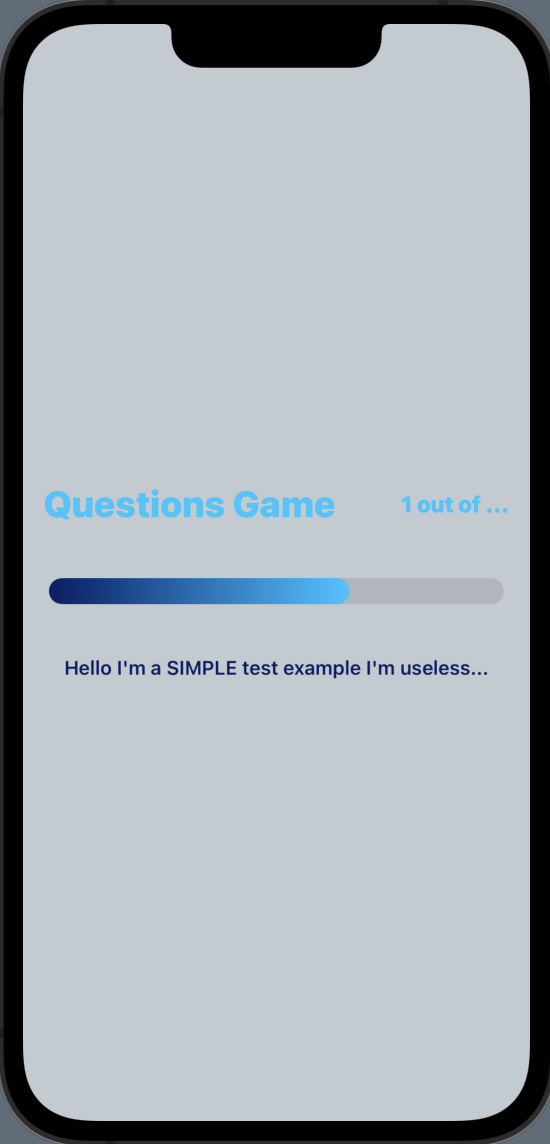 Questions Game 1 out of ...
Hello I'm a SIMPLE test example I'm useless...